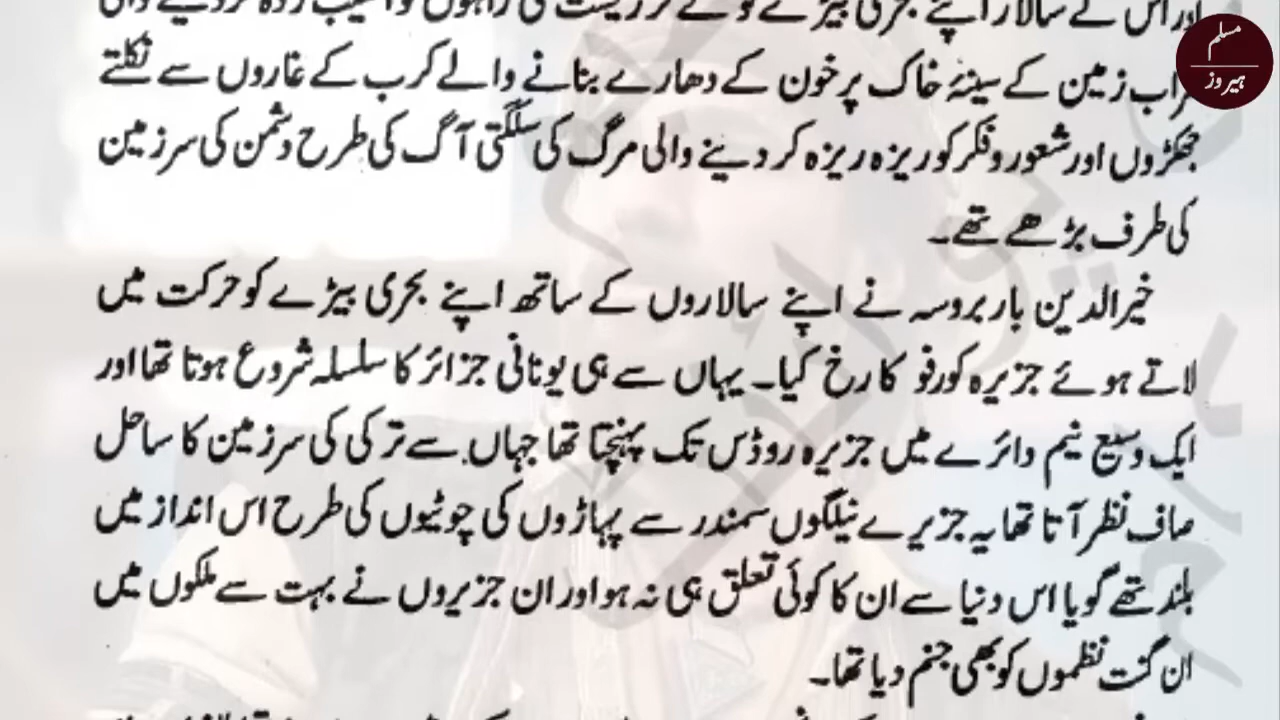 اور اس کے سالار اپنے بحری بیڑے کو لے کر زیست کی راہوں کو آسیب زدہ کر دینے والی
زمین کے سینۂ خاک پر خون کے دھارے بنانے والے کرب کے غاروں سے نکلتے
جھکڑوں اور شعور و فکر کو ریزہ ریزہ کر دینے والی مرگ کی سلگتی آگ کی طرح دشمن کی سرزمین
کی طرف بڑھے تھے۔
خیر الدین باربروسہ نے اپنے سالاروں کے ساتھ اپنے بحری بیڑے کو حرکت میں
لاتے ہوئے جزیرہ کورفو کا رخ کیا۔ یہاں سے ہی یونانی جزائر کا سلسلہ شروع ہوتا تھا اور
ایک وسیع نیم دائرے میں جزیرہ روڈس تک پہنچتا تھا جہاں سے ترکی کی سرزمین کا ساحل
صاف نظر آتا تھا یہ جزیرے نیلگوں سمندر سے پہاڑوں کی چوٹیوں کی طرح اس انداز میں
بلند تھے گویا اس دنیا سے ان کا کوئی تعلق ہی نہ ہو اور ان جزیروں نے بہت سے ملکوں میں
ان گنت نظموں کو بھی جنم دیا تھا۔
مسلم
ہیروز